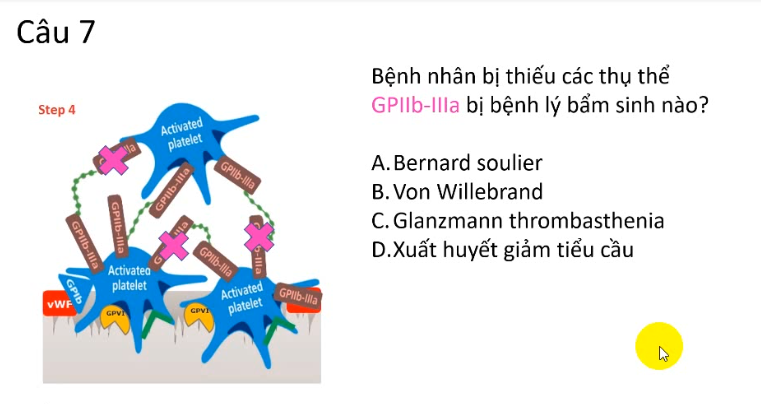 Câu 7
Bệnh nhân bị thiếu các thụ thể
GPIIb-IIIa bị bệnh lý bẩm sinh nào?
Step 4
A.Bernard soulier
B.Von Willebrand
C.Glanzmann thrombasthenia
D.Xuất huyết giảm tiểu cầu
Activated
platelet
GPIIb-IIIa
GPIIb-IIIa
GPIIb-IIIa
GPIIb-IIIa
GPIIb-IIIa
GPIIb-IIIa
Activated
platelet
Activated
platelet
GPIb
vWF
GPVI
GPVI